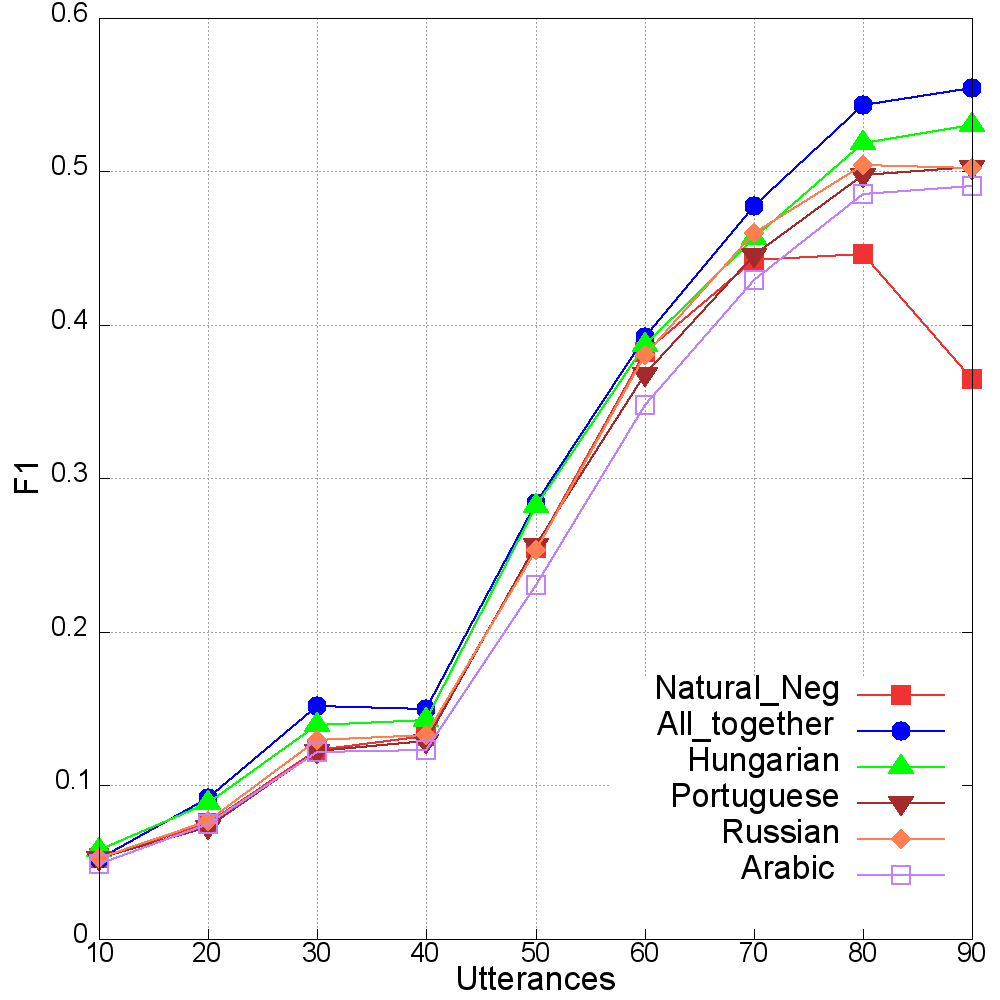 0.6
0.5
0.4
0.3
0.2
0.1
0
F1
Natural_Neg
All_together
Hungarian
Portuguese
Russian
Arabic
10 20 30 40 50 60 70 80 90
Utterances